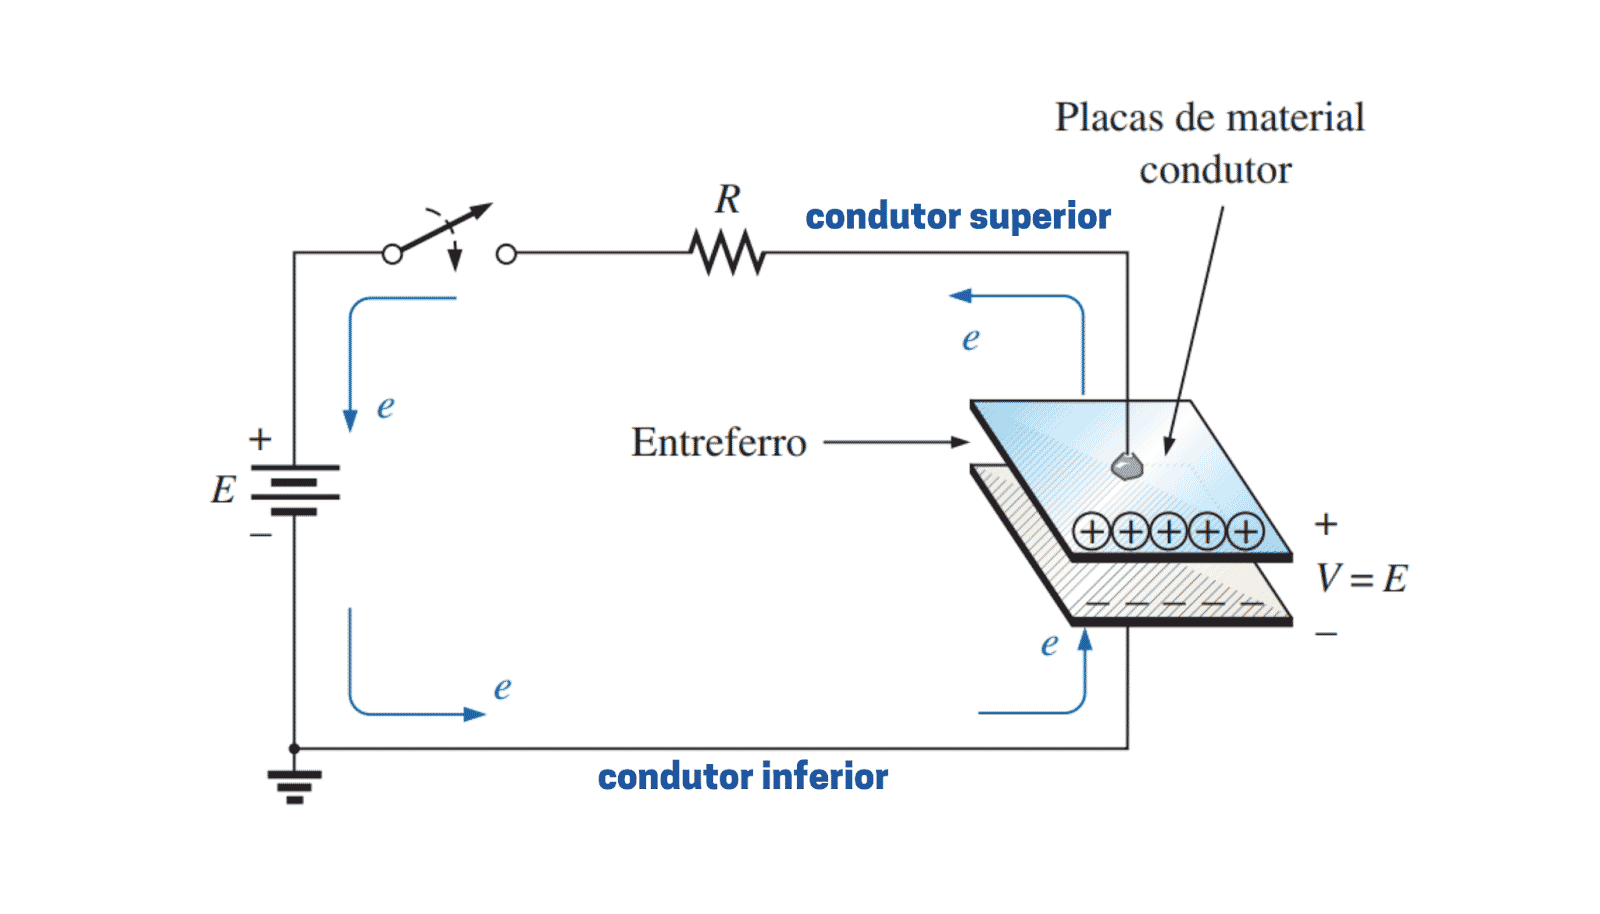 Placas de material
condutor
R
condutor superior
e
e
Entreferro
+
E
−
+ + + + +
− − − − −
+
V = E
−
e
e
condutor inferior